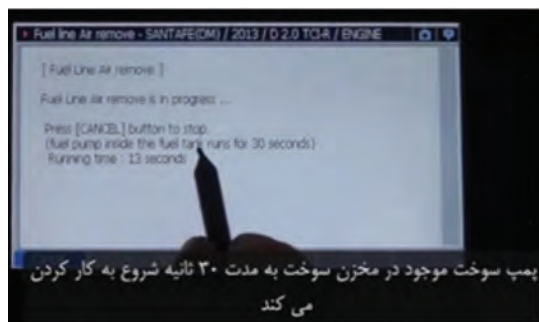 Fuel line Air remove - SANTAFE(DM) / 2013 / D 2.0 TCI-R / ENGINE
[ Fuel Line Air remove ]
Fuel Line Air remove is in progress ...
Press [CANCEL] button to stop.
(fuel pump inside the fuel tank runs for 30 seconds)
Running time : 13 seconds
پمپ سوخت موجود در مخزن سوخت به مدت ۳۰ ثانیه شروع به کار کردن
می کند